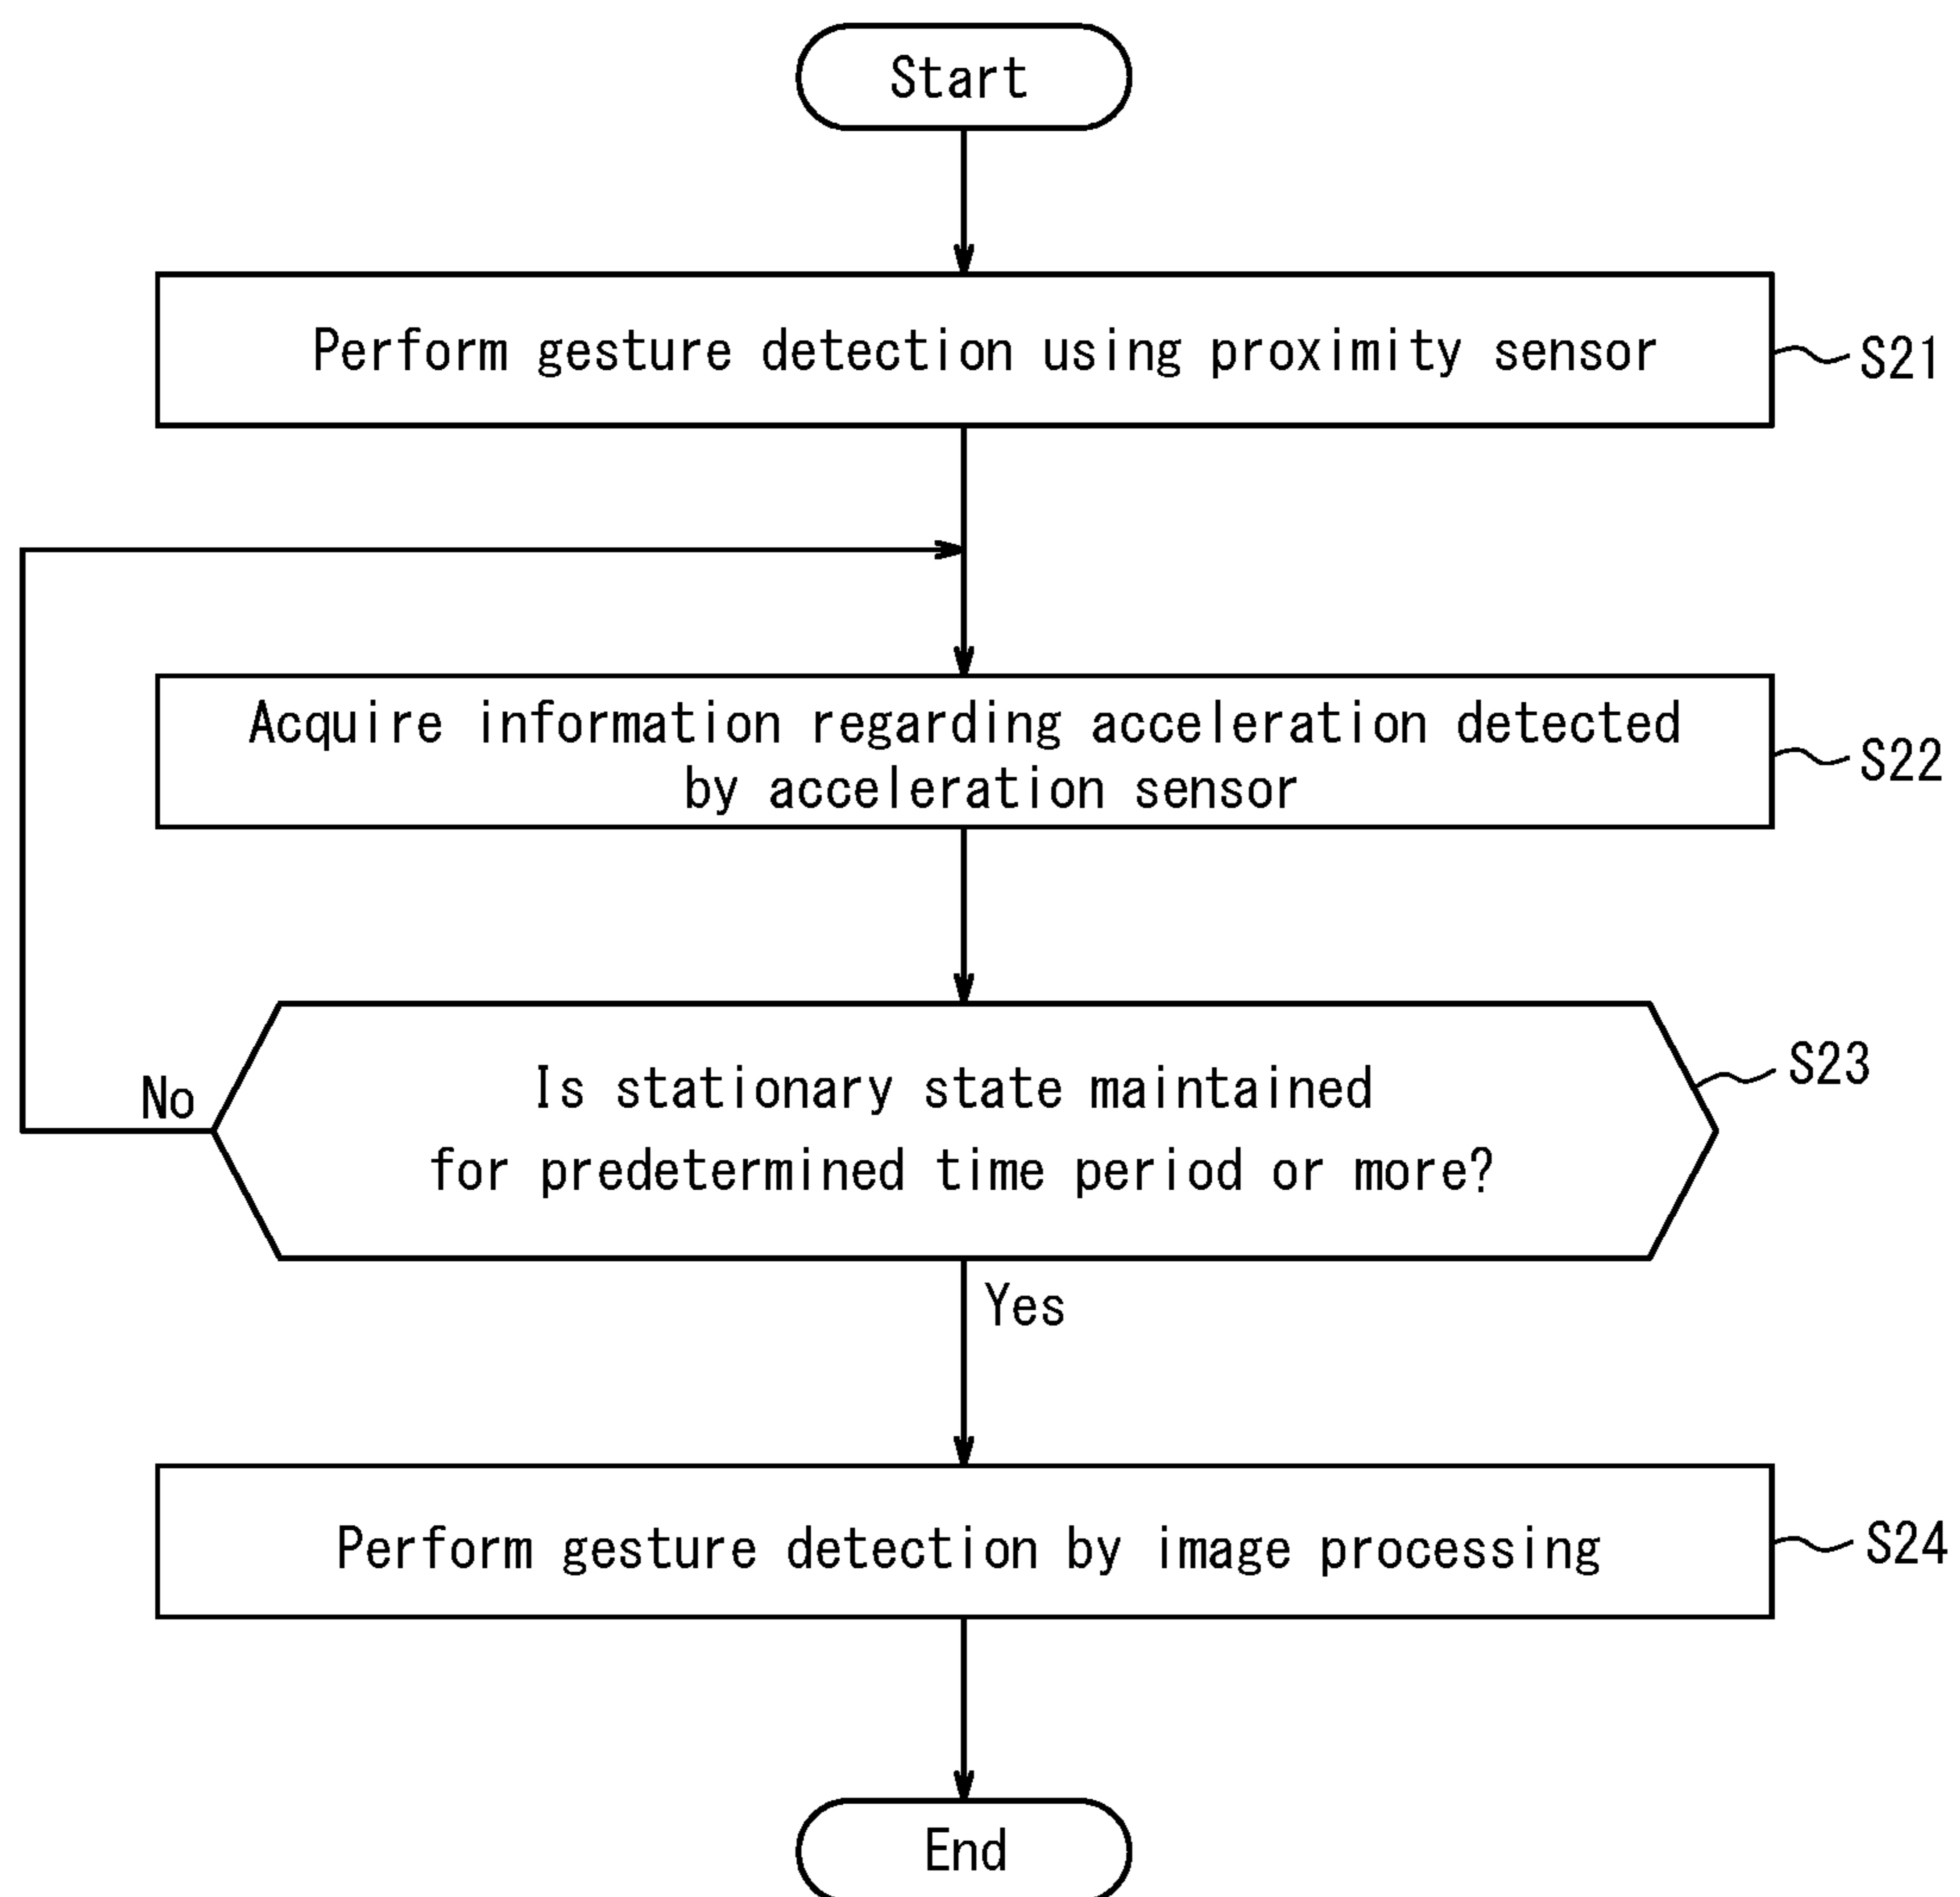 Start
Perform gesture detection using proximity sensor
S21
Acquire information regarding acceleration detected
by acceleration sensor
S22
Is stationary state maintained
for predetermined time period or more?
S23
No
Yes
Perform gesture detection by image processing
S24
End